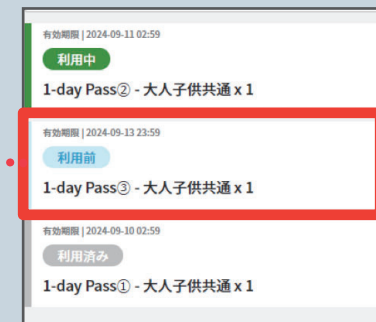 有効期限 | 2024-09-11 02:59
利用中
1-day Pass② - 大人子供共通 x 1
有効期限 | 2024-09-13 23:59
利用前
1-day Pass③ - 大人子供共通 x 1
有効期限 | 2024-09-10 02:59
利用済み
1-day Pass① - 大人子供共通 x 1